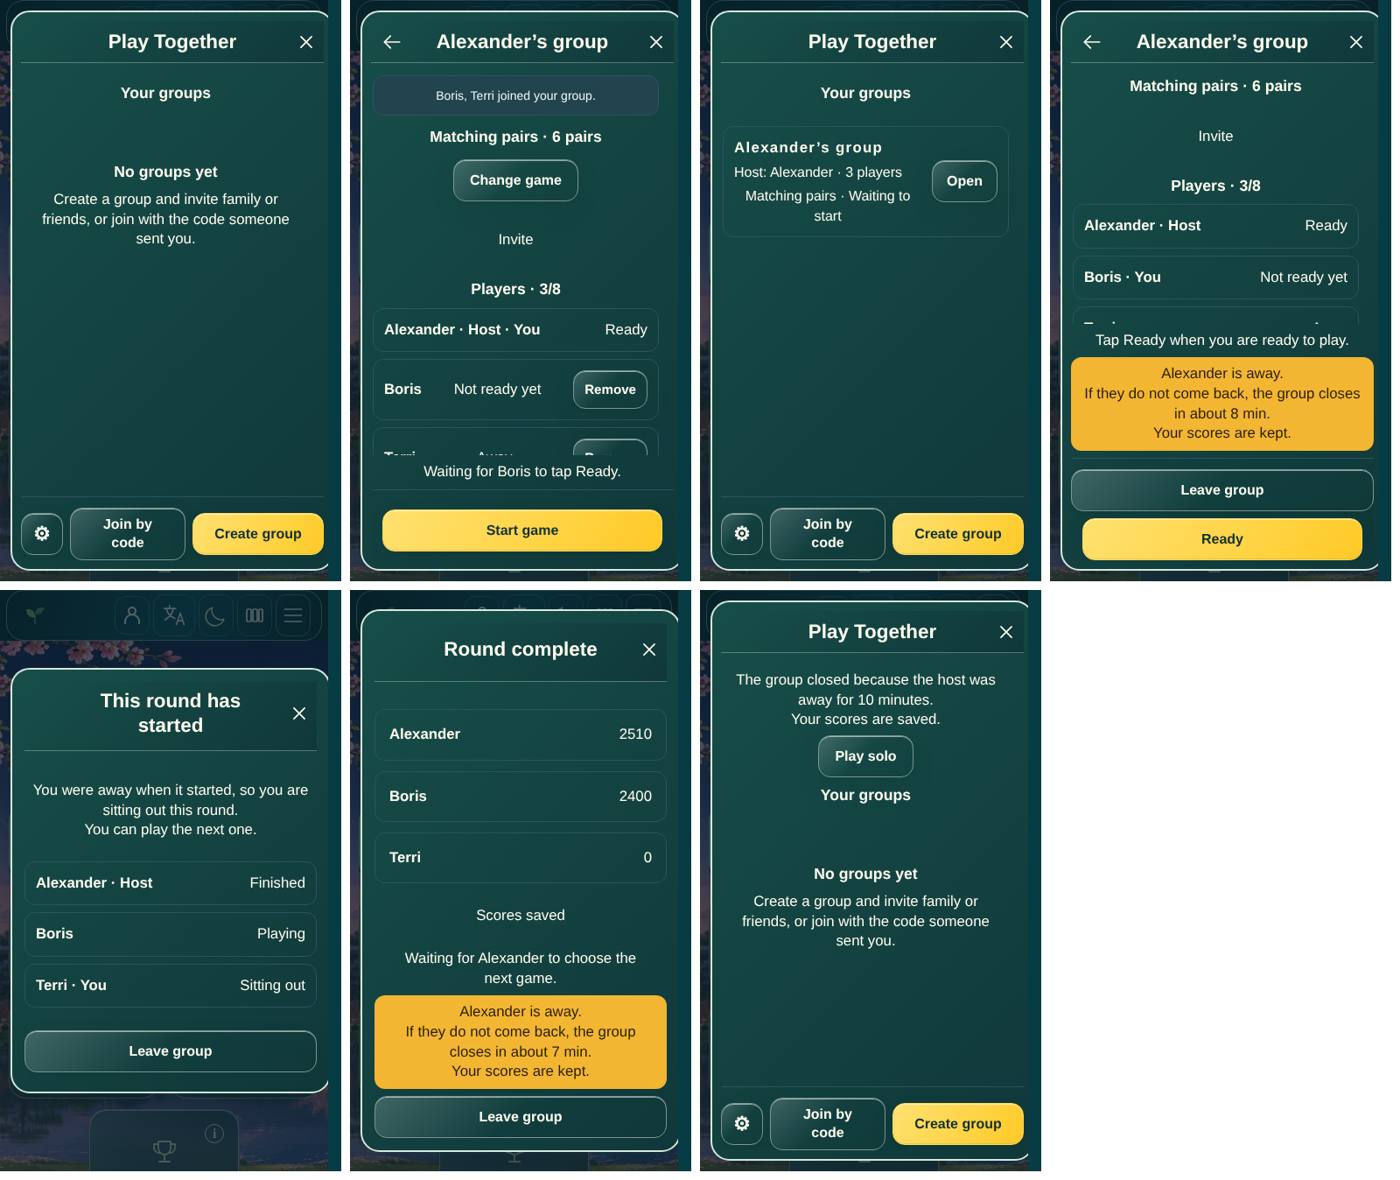 Play Together
Your groups
No groups yet
Create a group and invite family or
friends, or join with the code someone
sent you.
Join by
code
Create group
Alexander’s group
Boris, Terri joined your group.
Matching pairs · 6 pairs
Change game
Invite
Players · 3/8
Alexander · Host · You
Ready
Boris
Not ready yet
Remove
Waiting for Boris to tap Ready.
Start game
Play Together
Your groups
Alexander’s group
Host: Alexander · 3 players
Matching pairs · Waiting to
start
Open
Join by
code
Create group
Alexander’s group
Matching pairs · 6 pairs
Invite
Players · 3/8
Alexander · Host
Ready
Boris · You
Not ready yet
Tap Ready when you are ready to play.
Alexander is away.
If they do not come back, the group closes
in about 8 min.
Your scores are kept.
Leave group
Ready
This round has
started
You were away when it started, so you are
sitting out this round.
You can play the next one.
Alexander · Host
Finished
Boris
Playing
Terri · You
Sitting out
Leave group
Round complete
Alexander
2510
Boris
2400
Terri
0
Scores saved
Waiting for Alexander to choose the
next game.
Alexander is away.
If they do not come back, the group
closes in about 7 min.
Your scores are kept.
Leave group
Play Together
The group closed because the host was
away for 10 minutes.
Your scores are saved.
Play solo
Your groups
No groups yet
Create a group and invite family or
friends, or join with the code someone
sent you.
Join by
code
Create group